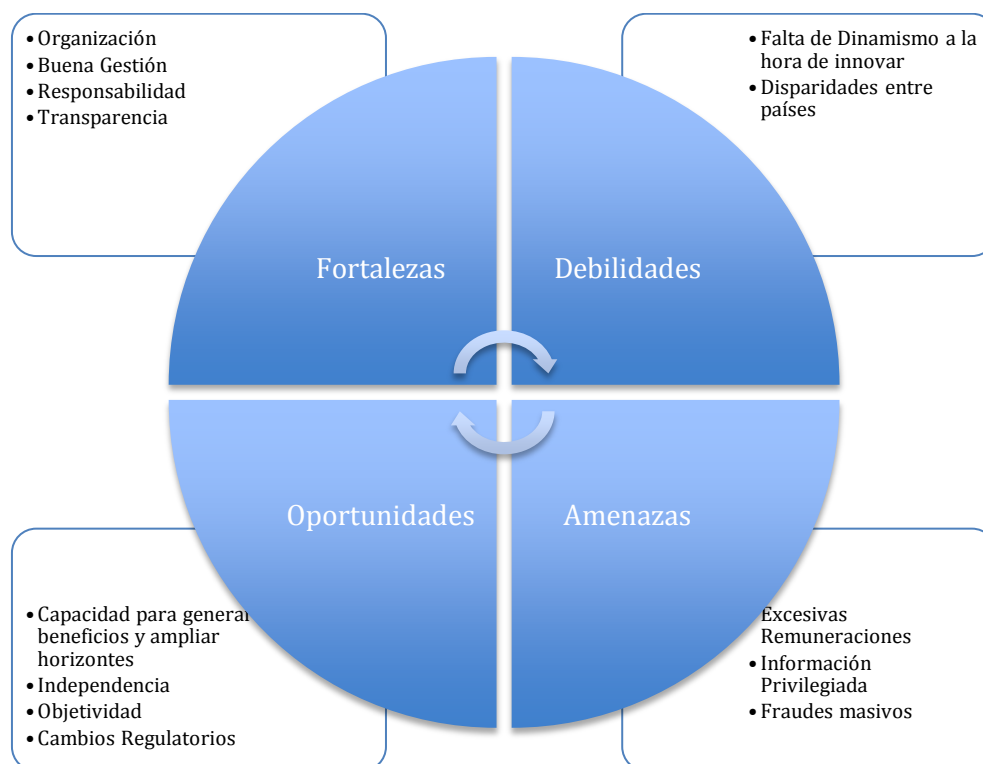 • Organización
• Buena Gestión
• Responsabilidad
• Transparencia
• Falta de Dinamismo a la
hora de innovar
• Disparidades entre
países
Fortalezas
Debilidades
Oportunidades
Amenazas
• Capacidad para generar
beneficios y ampliar
horizontes
• Independencia
• Objetividad
• Cambios Regulatorios
Excesivas
Remuneraciones
• Información
Privilegiada
• Fraudes masivos